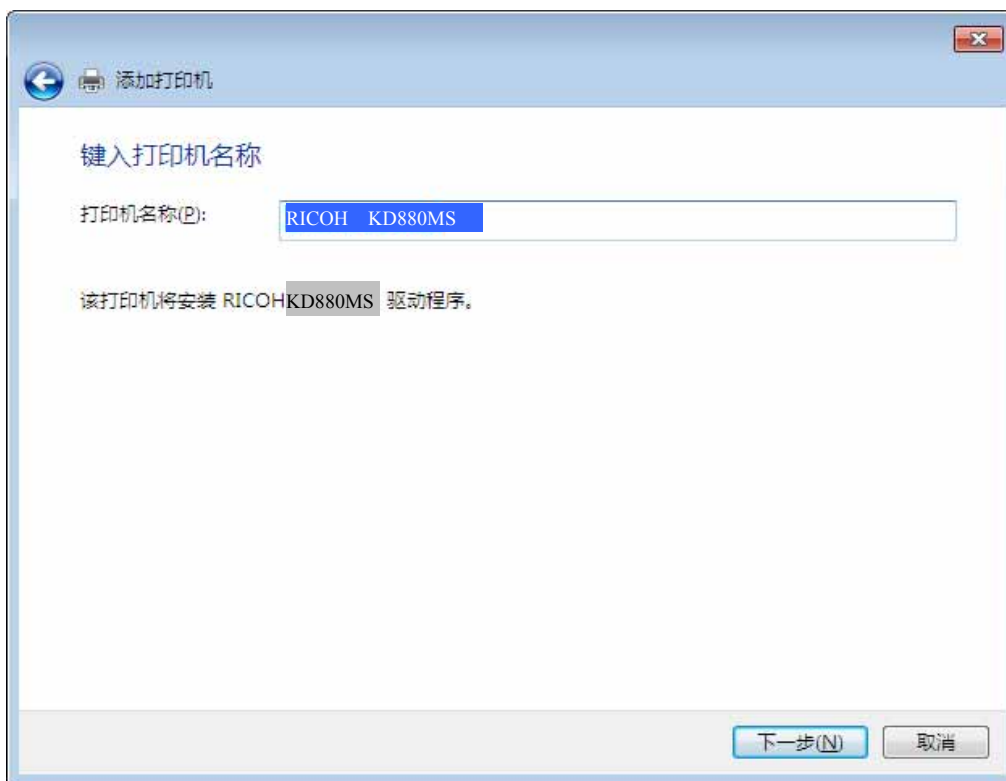 添加打印机
键入打印机名称
打印机名称(P): RICOH KD880MS
该打印机将安装 RICOHKD880MS 驱动程序。
下一步(N) 取消